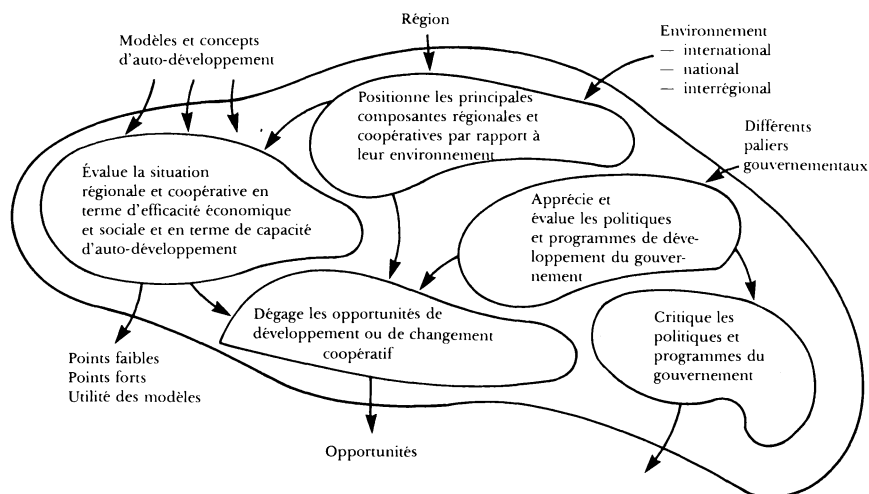 Région
Modèles et concepts
d'auto-développement
Environnement
— international
— national
— interrégional
Positionne les principales
composantes régionales et
coopératives par rapport à
leur environnement
Différents
paliers
gouvernementaux
Évalue la situation
régionale et coopérative en
terme d'efficacité économique
et sociale et en terme de capacité
d'auto-développement
Apprécie et
évalue les politiques
et programmes de déve-
loppement du gouver-
nement
Dégage les opportunités de
développement ou de changement
coopératif
Critique les
politiques et
programmes du
gouvernement
Points faibles
Points forts
Utilité des modèles
Opportunités